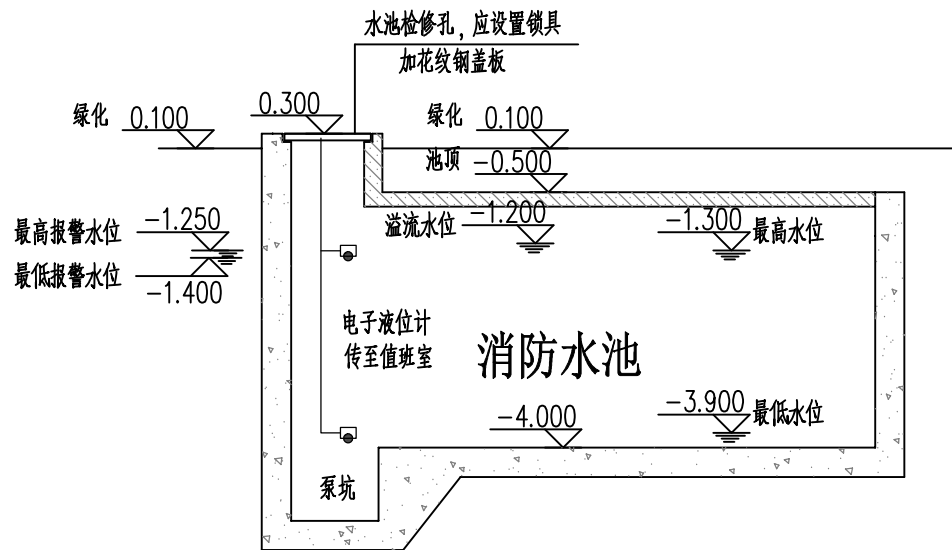 水池检修孔，应设置锁具
加花纹钢盖板
绿化 0.100
0.300
绿化 0.100
池顶 -0.500
最高报警水位 -1.250
溢流水位 -1.200
-1.300 最高水位
最低报警水位
-1.400
电子液位计
传至值班室
消防水池
-4.000
-3.900 最低水位
泵坑